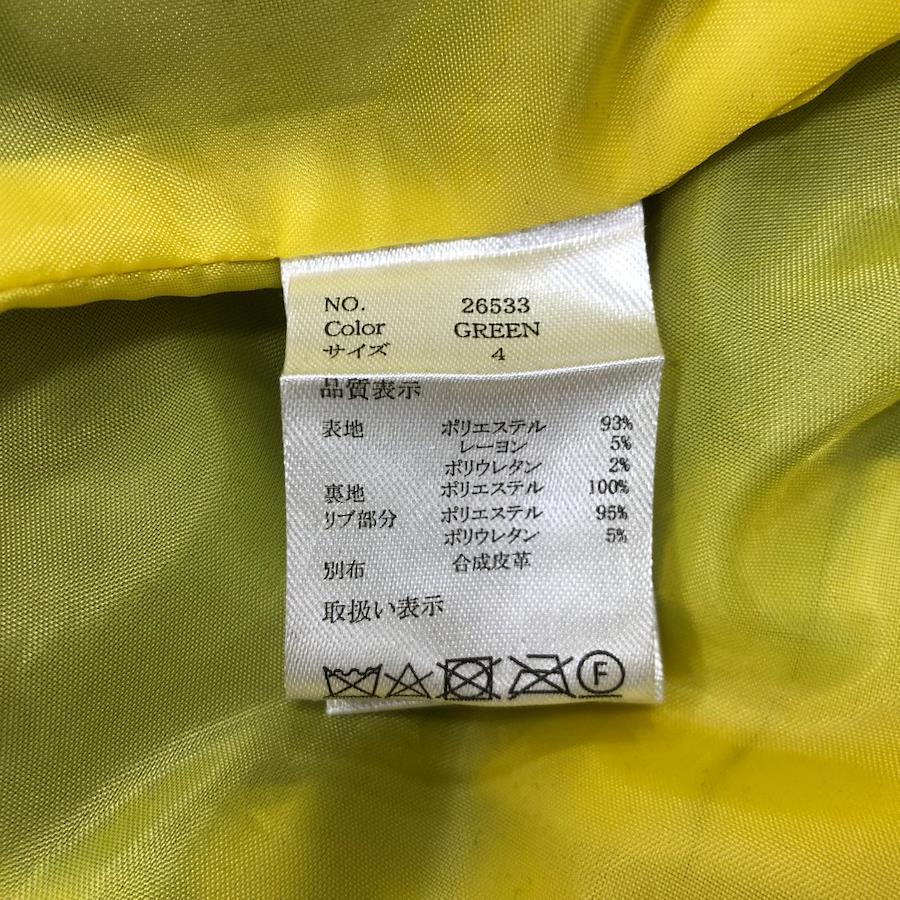 NO. 26533
Color GREEN
サイズ 4
品質表示
表地 ポリエステル 93%
レーヨン 5%
ポリウレタン 2%
裏地 ポリエステル 100%
リブ部分 ポリエステル 95%
ポリウレタン 5%
別布 合成皮革
取扱い表示
F